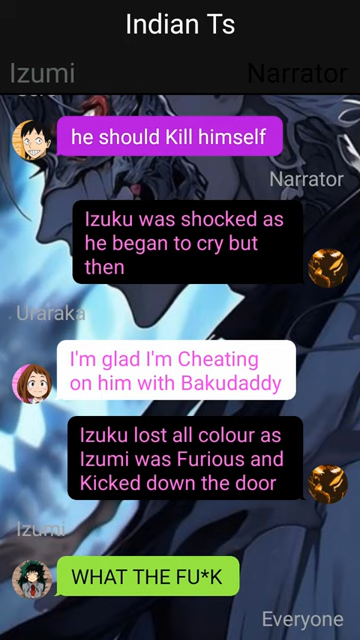 Indian Ts
Izumi
Narrator
he should Kill himself
Narrator
Izuku was shocked as
he began to cry but
then
Uraraka
I'm glad I'm Cheating
on him with Bakudaddy
Izuku lost all colour as
Izumi was Furious and
Kicked down the door
Izumi
WHAT THE FU*K
Everyone